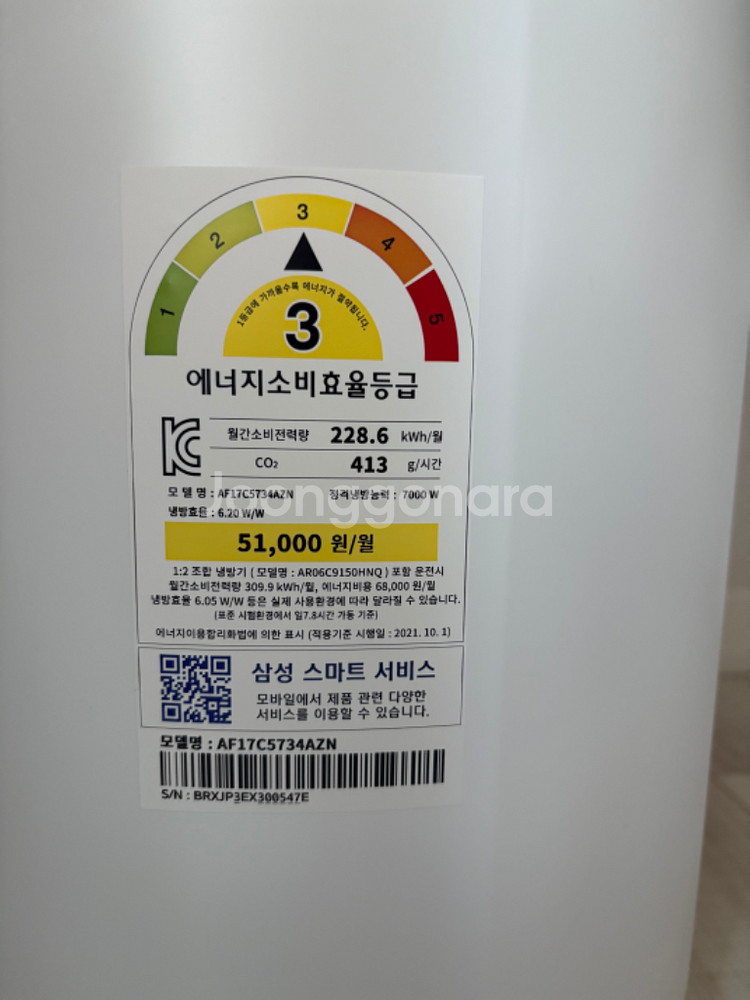 1
2
3
4
5
1등급에 가까울수록 에너지가 절약됩니다.
3
에너지소비효율등급
월간소비전력량 228.6 kWh/월
CO₂ 413 g/시간
모 델 명 : AF17C5734AZN 정격냉방능력 : 7000 W
냉방효율 : 6.20 W/W
Joonggonara
51,000 원/월
1:2 조합 냉방기 ( 모델명 : AR06C9150HNQ ) 포함 운전시
월간소비전력량 309.9 kWh/월, 에너지비용 68,000 원/월
냉방효율 6.05 W/W 등은 실제 사용환경에 따라 달라질 수 있습니다.
(표준 시험환경에서 일7.8시간 가동 기준)
에너지이용합리화법에 의한 표시 (적용기준 시행일 : 2021. 10. 1)
삼성 스마트 서비스
모바일에서 제품 관련 다양한
서비스를 이용할 수 있습니다.
모델명 : AF17C5734AZN
S/N : BRXJP3EX300547E